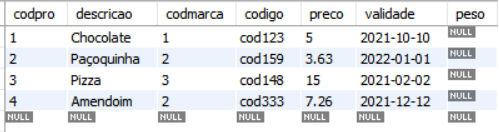 codpro descricao codmarca codigo preco validade peso
1 Chocolate 1 cod123 5 2021-10-10 NULL
2 Paçoquinha 2 cod159 3.63 2022-01-01 NULL
3 Pizza 3 cod148 15 2021-02-02 NULL
4 Amendoim 2 cod333 7.26 2021-12-12 NULL
NULL NULL NULL NULL NULL NULL NULL